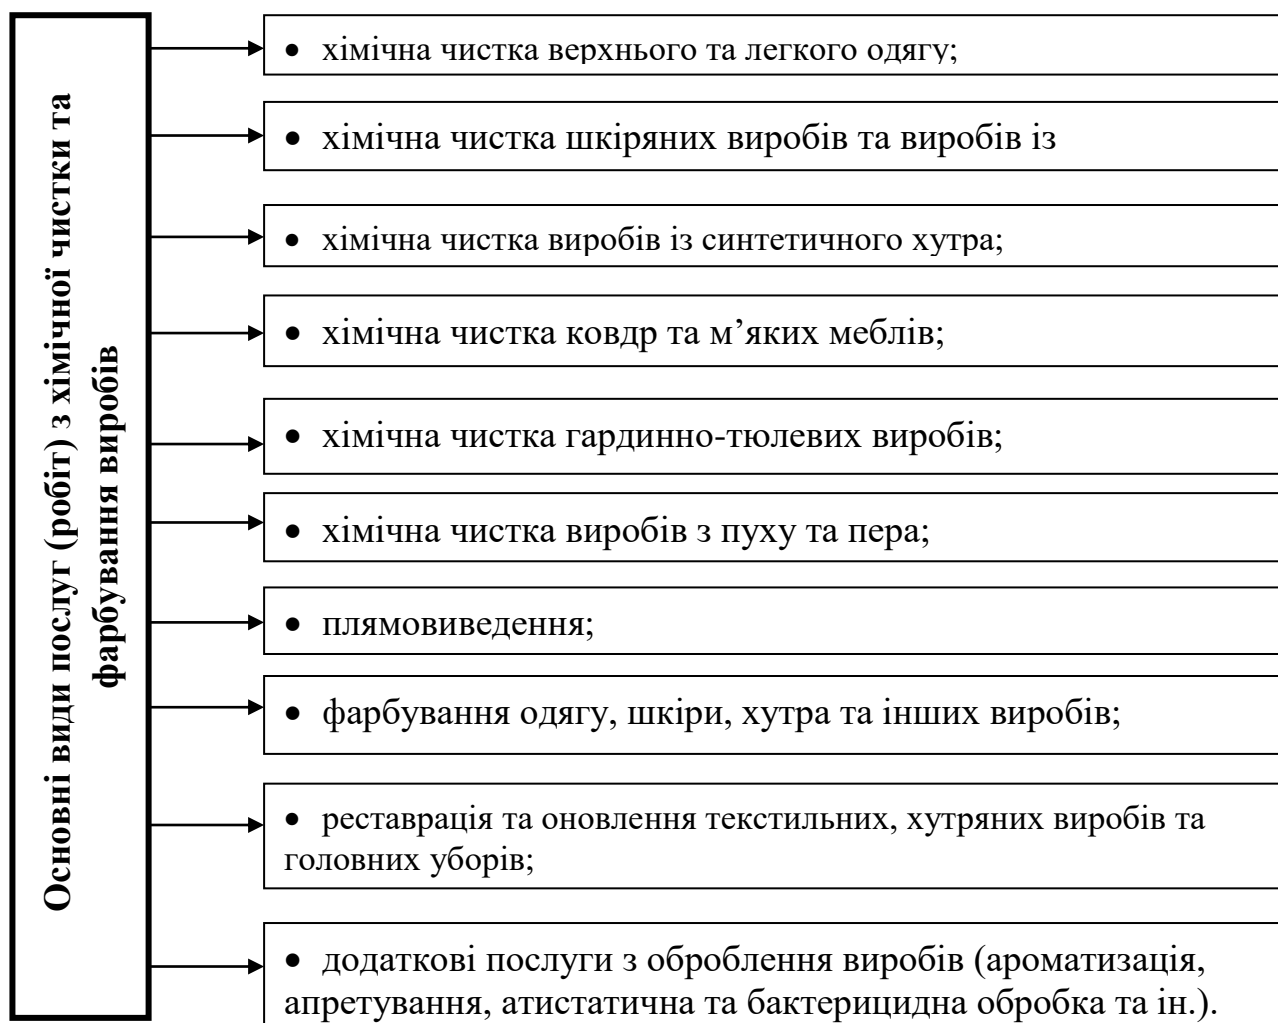 Основні види послуг (робіт) з хімічної чистки та
фарбування виробів
• хімічна чистка верхнього та легкого одягу;
• хімічна чистка шкіряних виробів та виробів із
• хімічна чистка виробів із синтетичного хутра;
• хімічна чистка ковдр та м’яких меблів;
• хімічна чистка гардинно-тюлевих виробів;
• хімічна чистка виробів з пуху та пера;
• плямовиведення;
• фарбування одягу, шкіри, хутра та інших виробів;
• реставрація та оновлення текстильних, хутряних виробів та
головних уборів;
• додаткові послуги з оброблення виробів (ароматизація,
апретування, атистатична та бактерицидна обробка та ін.).